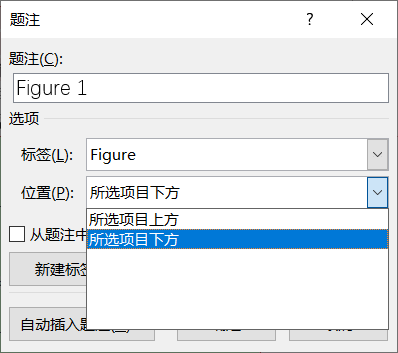 题注
?
题注(C):
Figure 1
选项
标签(L):
Figure
位置(P):
所选项目下方
所选项目上方
所选项目下方
从题注中
新建标签
自动插入题注